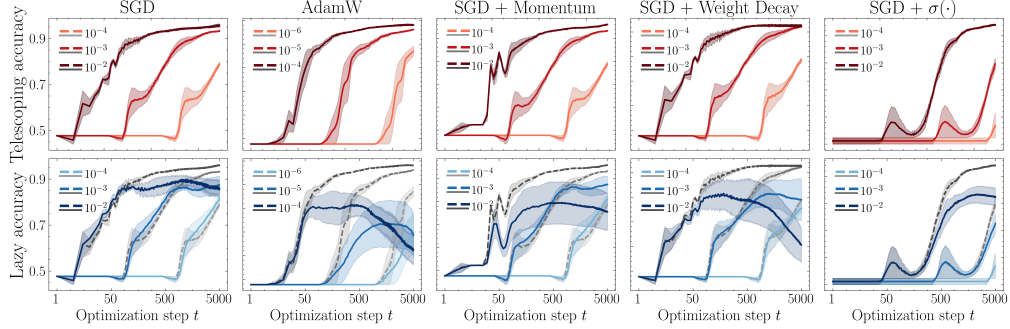 SGD
AdamW
SGD + Momentum
SGD + Weight Decay
SGD + σ(·)
Telescoping accuracy
0.9
0.7
0.5
10⁻⁴
10⁻³
10⁻²
10⁻⁶
10⁻⁵
10⁻⁴
10⁻⁴
10⁻³
10⁻²
10⁻⁴
10⁻³
10⁻²
10⁻⁴
10⁻³
10⁻²
Lazy accuracy
0.9
0.7
0.5
10⁻⁴
10⁻³
10⁻²
10⁻⁶
10⁻⁵
10⁻⁴
10⁻⁴
10⁻³
10⁻²
10⁻⁴
10⁻³
10⁻²
10⁻⁴
10⁻³
10⁻²
1 50 500 5000
1 50 500 5000
1 50 500 5000
1 50 500 5000
1 50 500 5000
Optimization step t
Optimization step t
Optimization step t
Optimization step t
Optimization step t